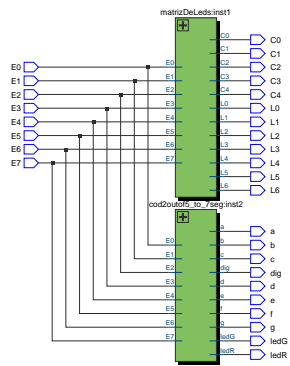 matrizDeLeds:inst1
C0 C0
C1 C1
E0 E0 C2 C2
E1 E1 C3 C3
E2 E2 C4 C4
E3 E3 L0 L0
E4 E4 L1 L1
E5 E5 L2 L2
E6 E6 L3 L3
E7 E7 L4 L4
L5 L5
L6 L6
cod2outof5_to_7seg:inst2
a a
E0 b b
E1 c c
E2 dig dig
E3 d d
E4 e e
E5 f f
E6 g g
E7 ledG ledG
ledR ledR